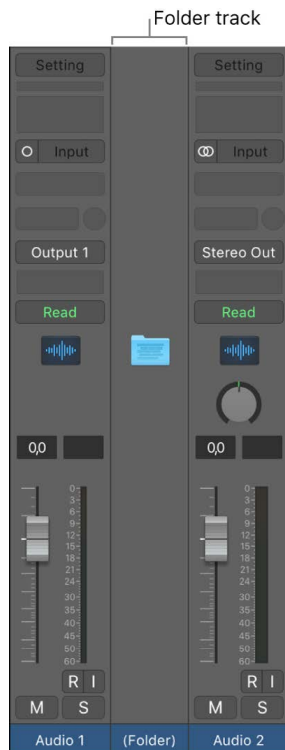 Folder track
Setting
Setting
Input
Input
Output 1
Stereo Out
Read
Read
0,0
0,0
0
3
6
9
12
15
18
21
24
30
35
40
45
50
60
0
3
6
9
12
15
18
21
24
30
35
40
45
50
60
R I
R I
M S
M S
Audio 1
(Folder)
Audio 2